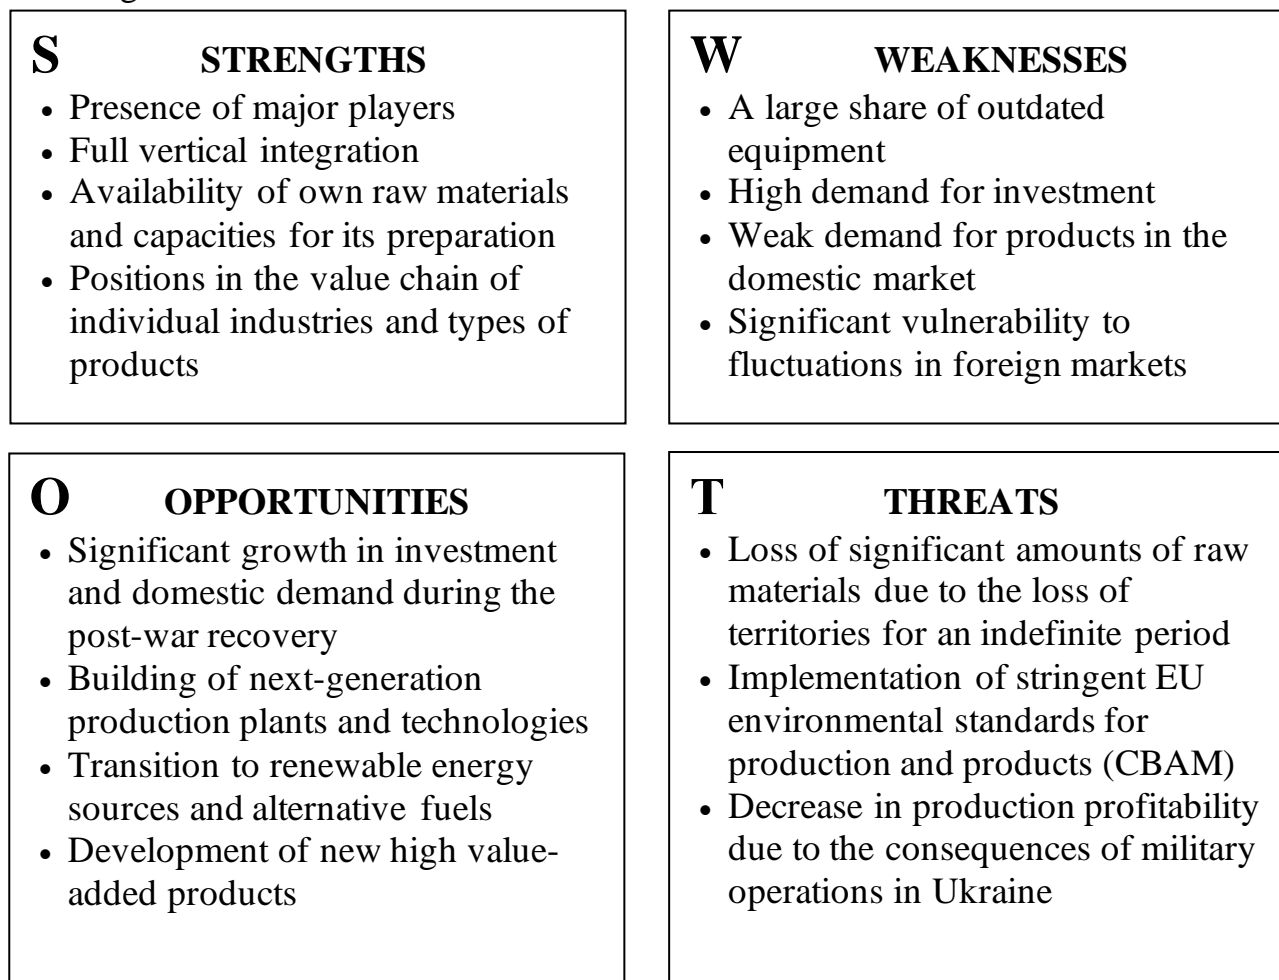 S STRENGTHS
• Presence of major players
• Full vertical integration
• Availability of own raw materials
and capacities for its preparation
• Positions in the value chain of
individual industries and types of
products
W WEAKNESSES
• A large share of outdated
equipment
• High demand for investment
• Weak demand for products in the
domestic market
• Significant vulnerability to
fluctuations in foreign markets
O OPPORTUNITIES
• Significant growth in investment
and domestic demand during the
post-war recovery
• Building of next-generation
production plants and technologies
• Transition to renewable energy
sources and alternative fuels
• Development of new high value-
added products
T THREATS
• Loss of significant amounts of raw
materials due to the loss of
territories for an indefinite period
• Implementation of stringent EU
environmental standards for
production and products (CBAM)
• Decrease in production profitability
due to the consequences of military
operations in Ukraine